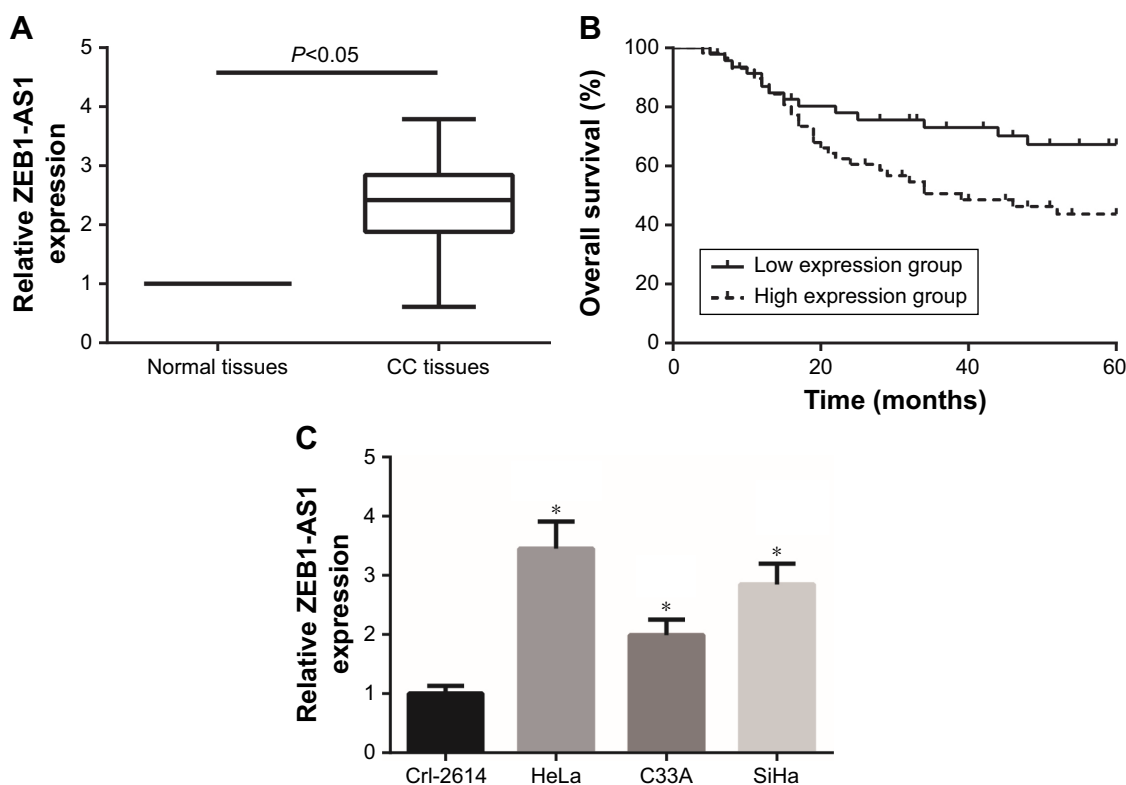 A
Relative ZEB1-AS1
expression
5
4
3
2
1
0
P<0.05
Normal tissues
CC tissues
B
Overall survival (%)
100
80
60
40
20
0
Low expression group
High expression group
0
20
40
60
Time (months)
C
Relative ZEB1-AS1
expression
5
4
3
2
1
0
*
*
*
Crl-2614
HeLa
C33A
SiHa